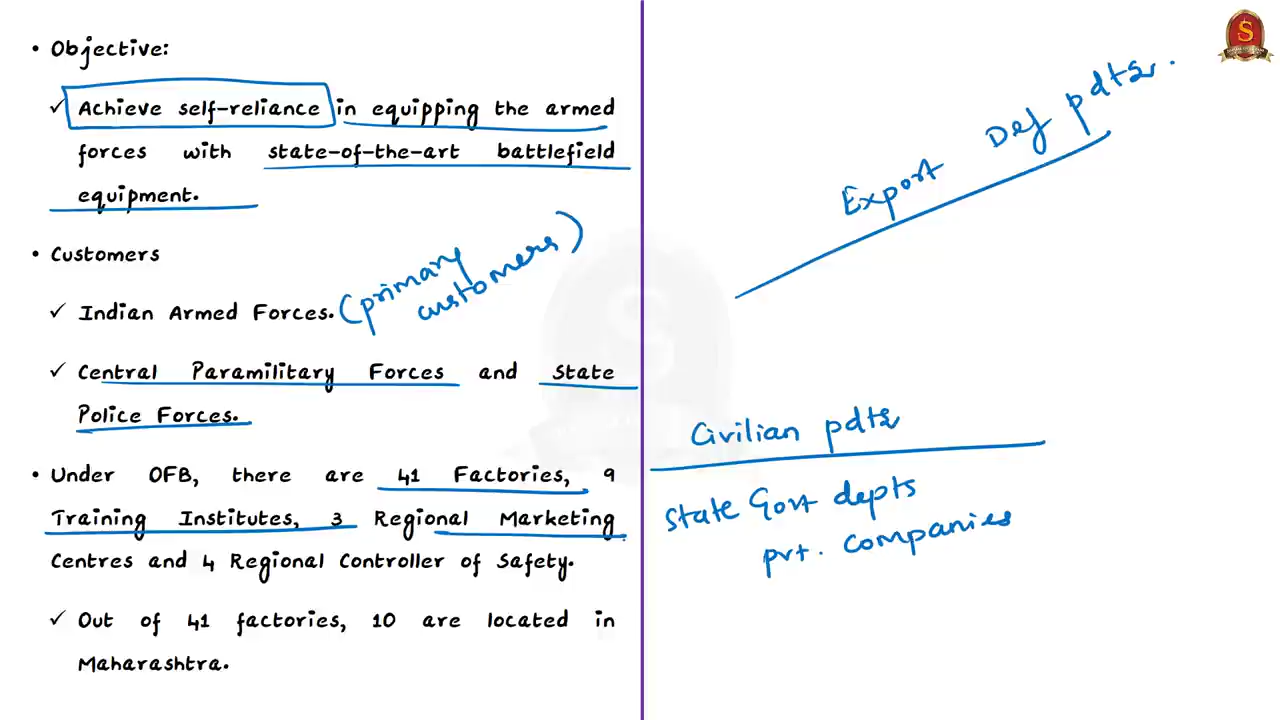 • Objective:
✓ Achieve self-reliance in equipping the armed
forces with state-of-the-art battlefield
equipment.
• Customers
(primary
customers)
✓ Indian Armed Forces.
✓ Central Paramilitary Forces and State
Police Forces.
• Under OFB, there are 41 Factories, 9
Training Institutes, 3 Regional Marketing
Centres and 4 Regional Controller of Safety.
✓ Out of 41 factories, 10 are located in
Maharashtra.
Export Def pdts.
Civilian pdts
State Govt depts
pvt. companies
S